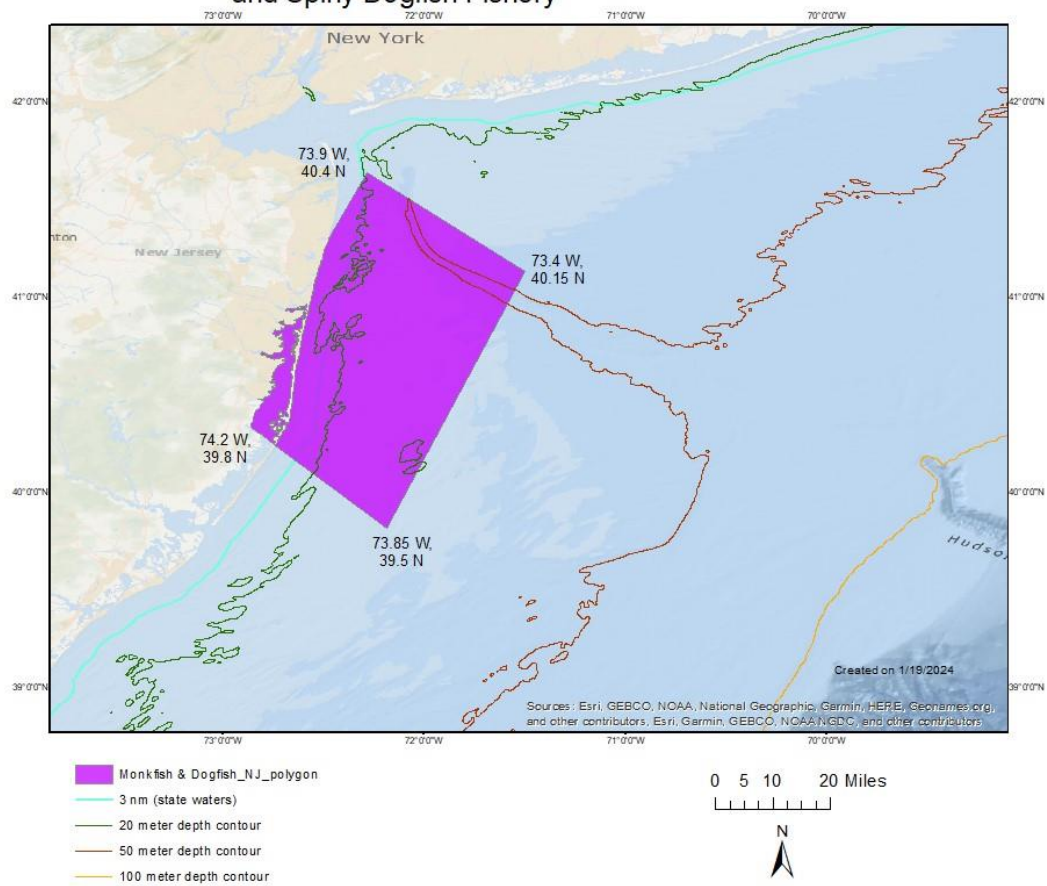 and Spiny Dogfish Fishery
73°0'0"W
72°0'0"W
71°0'0"W
70°0'0"W
New York
42°0'0"N
42°0'0"N
73.9 W,
40.4 N
New Jersey
73.4 W,
40.15 N
41°0'0"N
41°0'0"N
74.2 W,
39.8 N
40°0'0"N
40°0'0"N
73.85 W,
39.5 N
Hudso
Created on 1/19/2024
39°0'0"N
39°0'0"N
Sources: Esri, GEBCO, NOAA, National Geographic, Garmin, HERE, Geonames.org,
and other contributors, Esri, Garmin, GEBCO, NOAA NGDC, and other contributors
73°0'0"W
72°0'0"W
71°0'0"W
70°0'0"W
Monkfish & Dogfish_NJ_polygon
3 nm (state waters)
20 meter depth contour
50 meter depth contour
100 meter depth contour
0 5 10 20 Miles
N